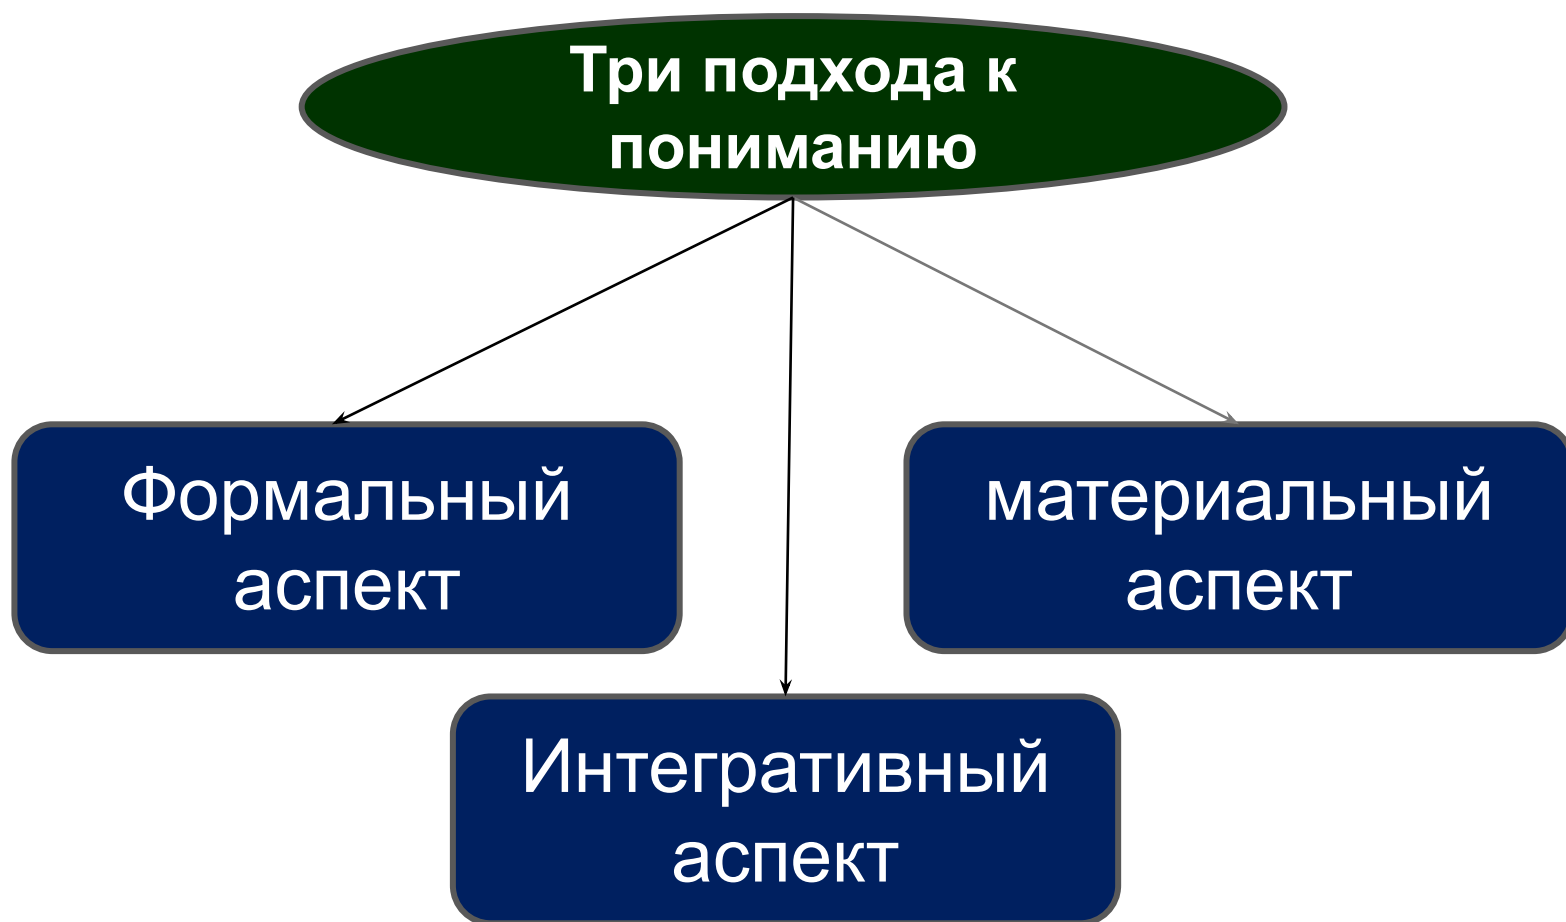 Три подхода к
пониманию
Формальный
аспект
материальный
аспект
Интегративный
аспект